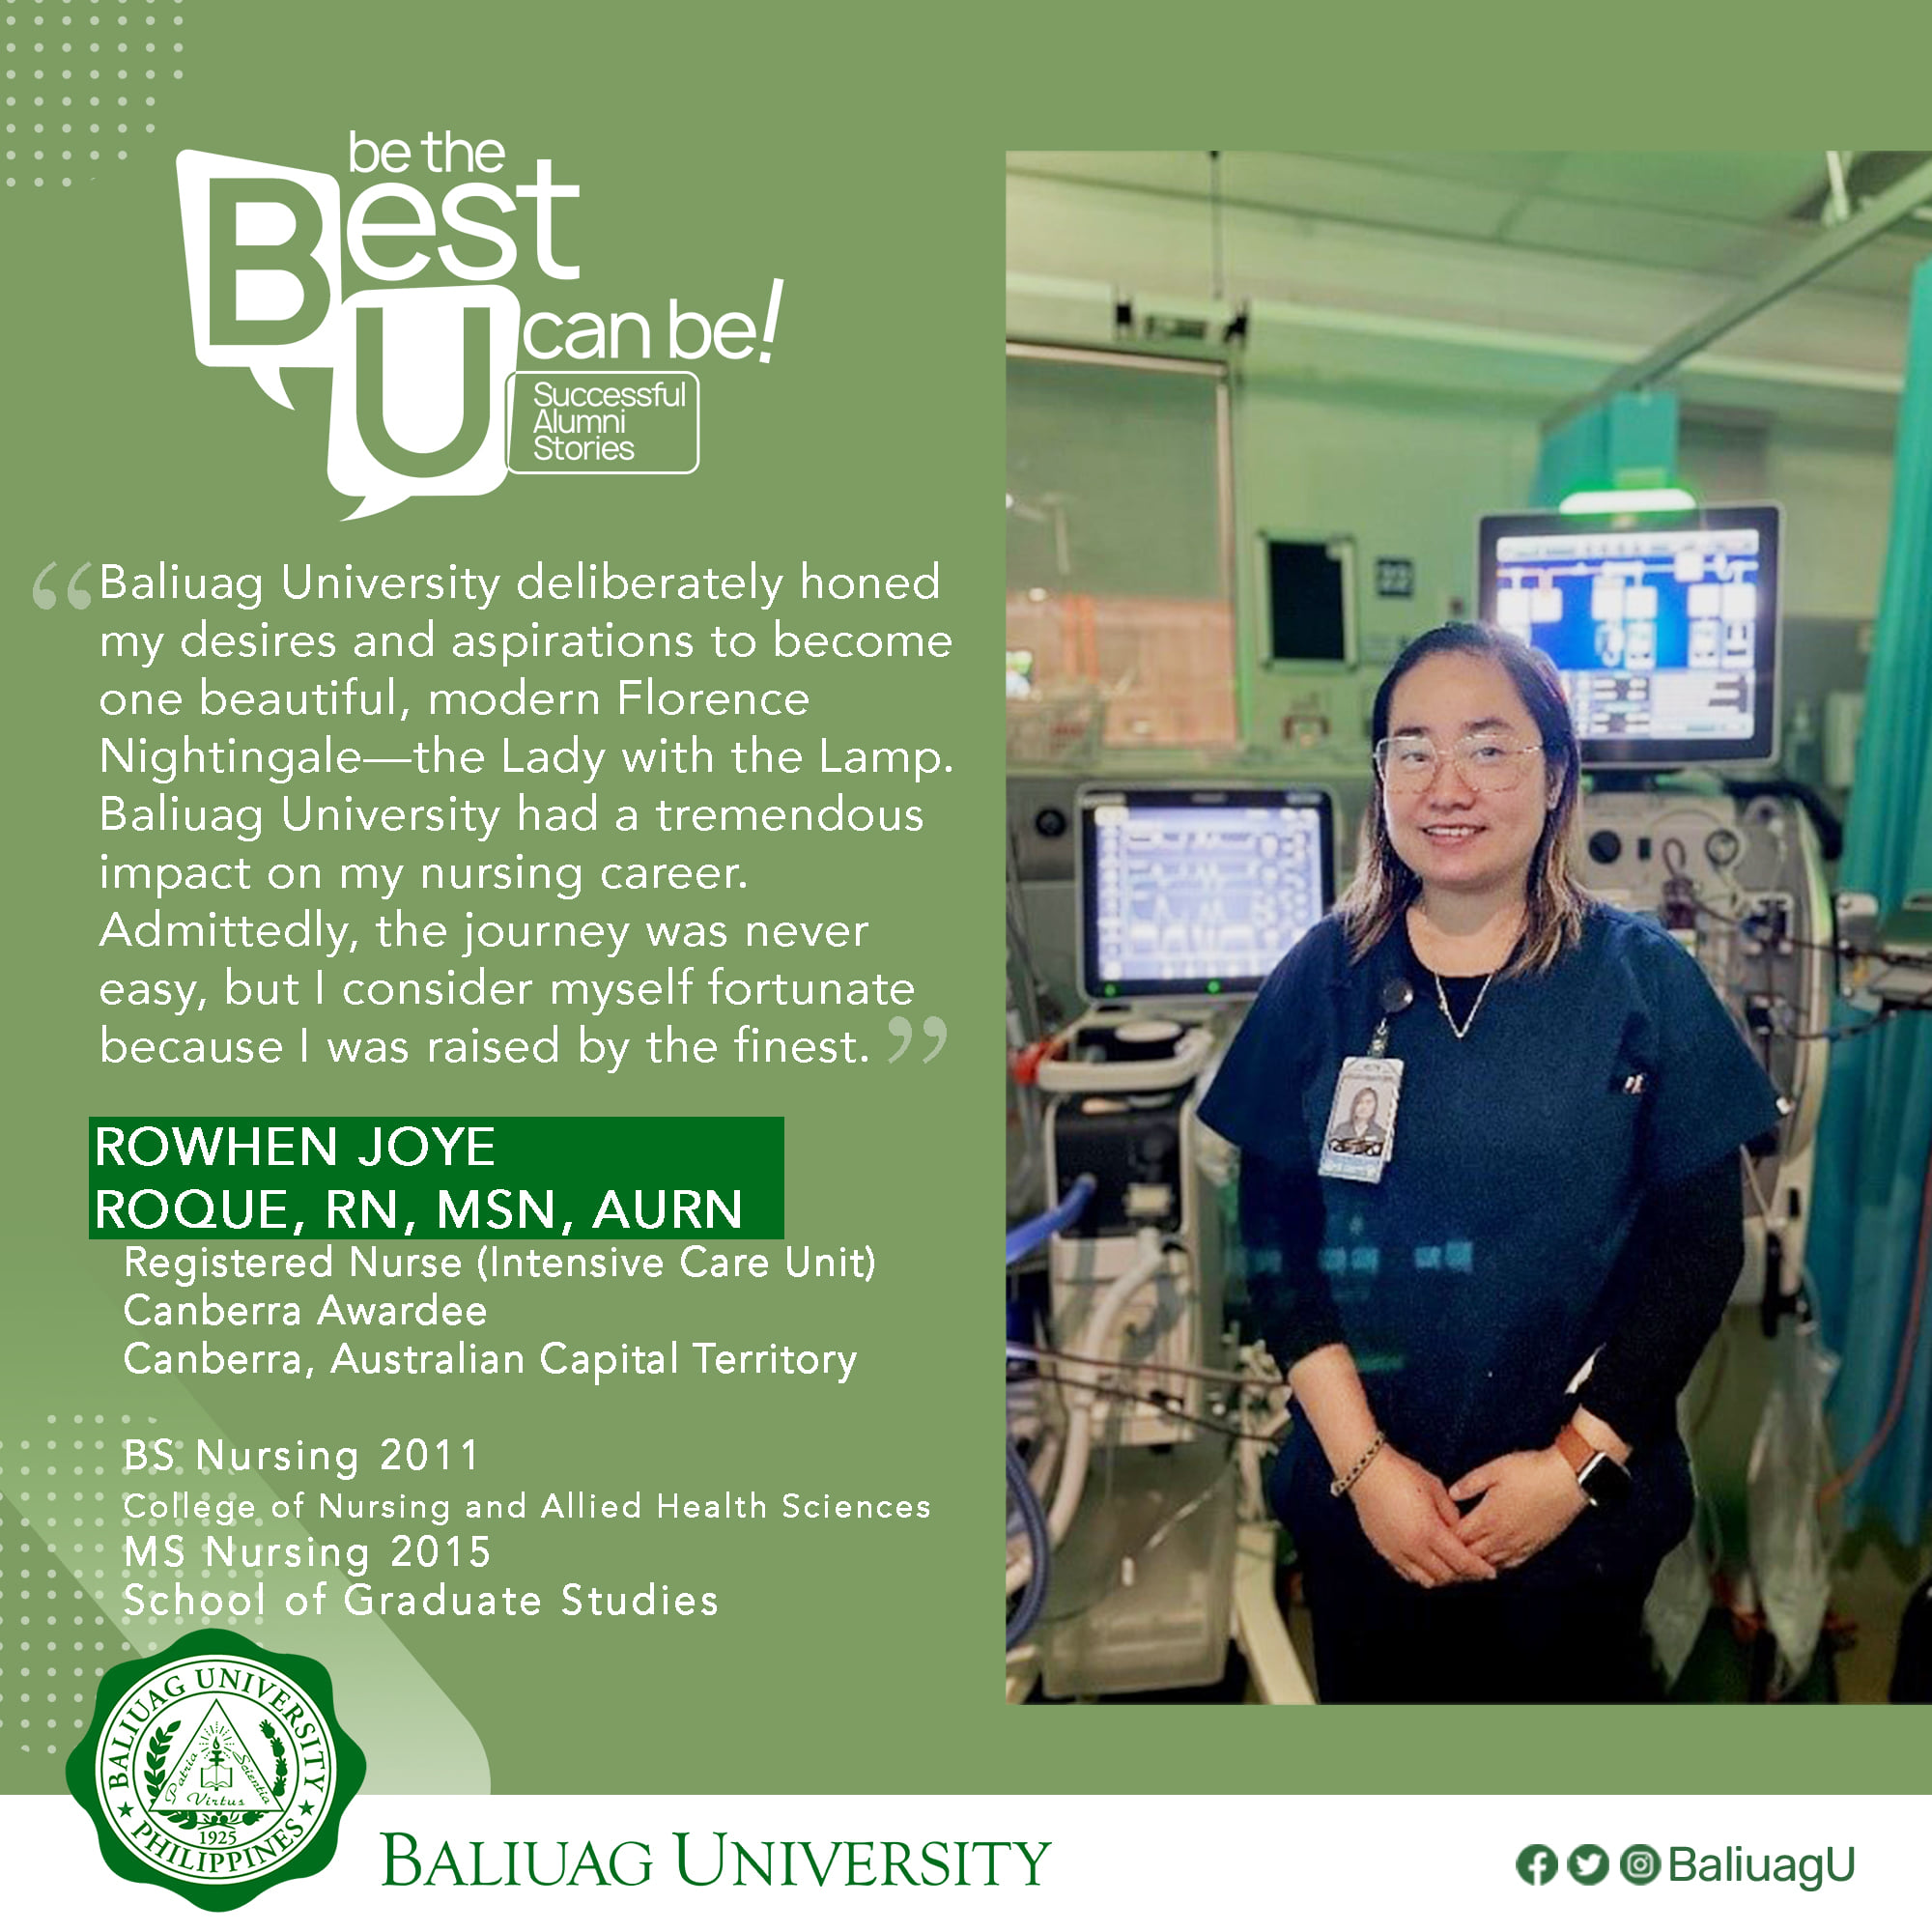 be the
Best
U can be!
Successful
Alumni
Stories
“Baliuag University deliberately honed
my desires and aspirations to become
one beautiful, modern Florence
Nightingale—the Lady with the Lamp.
Baliuag University had a tremendous
impact on my nursing career.
Admittedly, the journey was never
easy, but I consider myself fortunate
because I was raised by the finest.”
ROWHEN JOYE
ROQUE, RN, MSN, AURN
Registered Nurse (Intensive Care Unit)
Canberra Awardee
Canberra, Australian Capital Territory
BS Nursing 2011
College of Nursing and Allied Health Sciences
MS Nursing 2015
School of Graduate Studies
BALIUAG UNIVERSITY
Patria
Scientia
Virtus
1925
PHILIPPINES
BALIUAG UNIVERSITY
BaliuagU